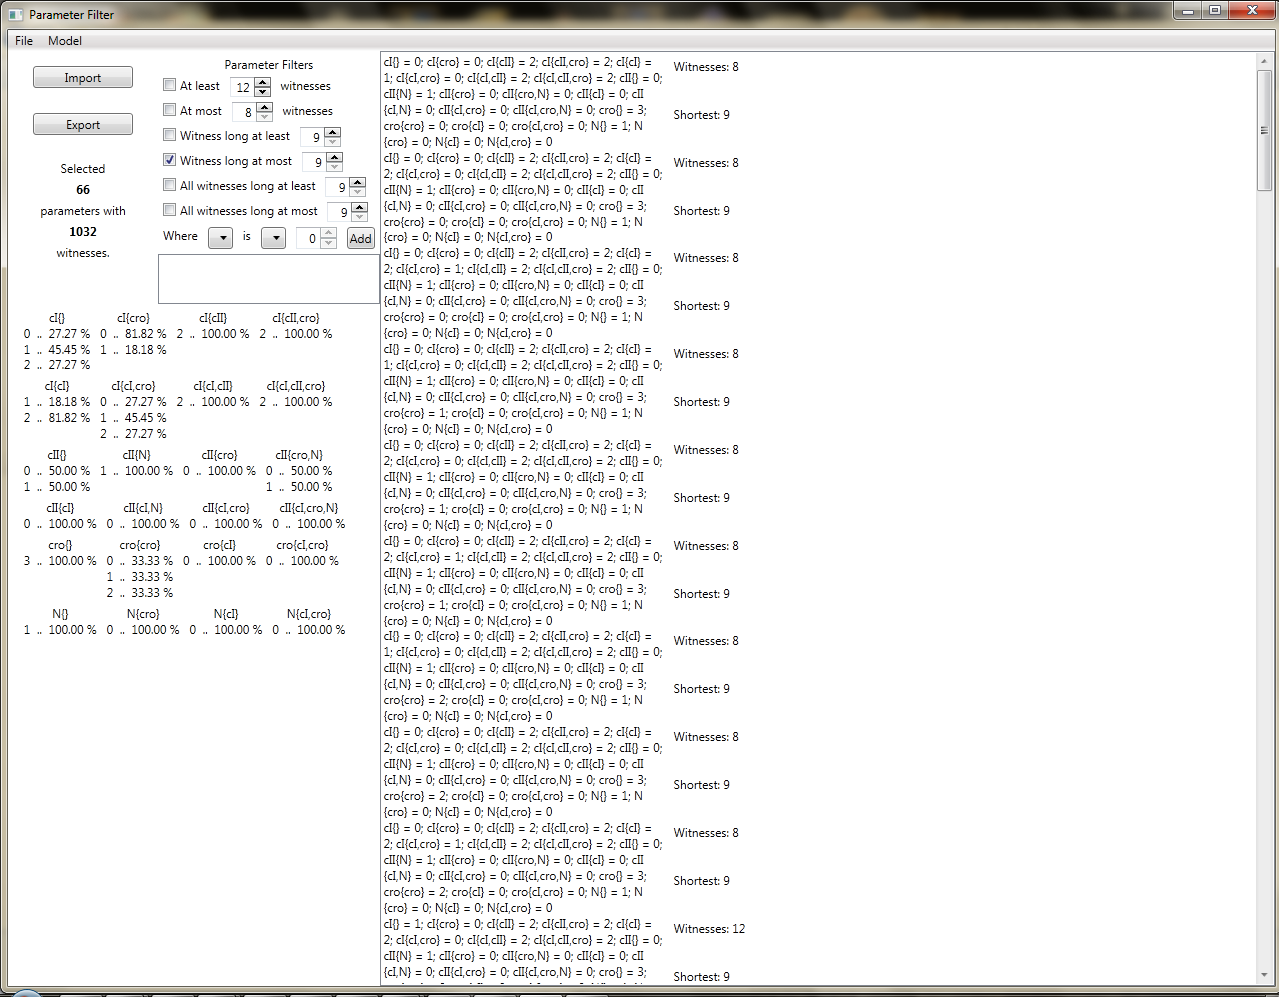 Parameter Filter
File Model
Import
Export
Selected
66
parameters with
1032
witnesses.
Parameter Filters
At least 12 witnesses
At most 8 witnesses
Witness long at least 9
Witness long at most 9
All witnesses long at least 9
All witnesses long at most 9
Where is 0 Add
cI{} cI{cro} cI{cII} cI{cII,cro}
0 .. 27.27 % 0 .. 81.82 % 2 .. 100.00 % 2 .. 100.00 %
1 .. 45.45 % 1 .. 18.18 %
2 .. 27.27 %
cI{cI} cI{cI,cro} cI{cI,cII} cI{cI,cII,cro}
1 .. 18.18 % 0 .. 27.27 % 2 .. 100.00 % 2 .. 100.00 %
2 .. 81.82 % 1 .. 45.45 %
2 .. 27.27 %
cII{} cII{N} cII{cro} cII{cro,N}
0 .. 50.00 % 1 .. 100.00 % 0 .. 100.00 % 0 .. 50.00 %
1 .. 50.00 % 1 .. 50.00 %
cII{cI} cII{cI,N} cII{cI,cro} cII{cI,cro,N}
0 .. 100.00 % 0 .. 100.00 % 0 .. 100.00 % 0 .. 100.00 %
cro{} cro{cro} cro{cI} cro{cI,cro}
3 .. 100.00 % 0 .. 33.33 % 0 .. 100.00 % 0 .. 100.00 %
1 .. 33.33 %
2 .. 33.33 %
N{} N{cro} N{cI} N{cI,cro}
1 .. 100.00 % 0 .. 100.00 % 0 .. 100.00 % 0 .. 100.00 %
cI{} = 0; cI{cro} = 0; cI{cII} = 2; cI{cII,cro} = 2; cI{cI} =
1; cI{cI,cro} = 0; cI{cI,cII} = 2; cI{cI,cII,cro} = 2; cII{} = 0;
cII{N} = 1; cII{cro} = 0; cII{cro,N} = 0; cII{cI} = 0; cII
{cI,N} = 0; cII{cI,cro} = 0; cII{cI,cro,N} = 0; cro{} = 3;
cro{cro} = 0; cro{cI} = 0; cro{cI,cro} = 0; N{} = 1; N
{cro} = 0; N{cI} = 0; N{cI,cro} = 0
Witnesses: 8
Shortest: 9
cI{} = 0; cI{cro} = 0; cI{cII} = 2; cI{cII,cro} = 2; cI{cI} =
2; cI{cI,cro} = 0; cI{cI,cII} = 2; cI{cI,cII,cro} = 2; cII{} = 0;
cII{N} = 1; cII{cro} = 0; cII{cro,N} = 0; cII{cI} = 0; cII
{cI,N} = 0; cII{cI,cro} = 0; cII{cI,cro,N} = 0; cro{} = 3;
cro{cro} = 0; cro{cI} = 0; cro{cI,cro} = 0; N{} = 1; N
{cro} = 0; N{cI} = 0; N{cI,cro} = 0
Witnesses: 8
Shortest: 9
cI{} = 0; cI{cro} = 0; cI{cII} = 2; cI{cII,cro} = 2; cI{cI} =
2; cI{cI,cro} = 1; cI{cI,cII} = 2; cI{cI,cII,cro} = 2; cII{} = 0;
cII{N} = 1; cII{cro} = 0; cII{cro,N} = 0; cII{cI} = 0; cII
{cI,N} = 0; cII{cI,cro} = 0; cII{cI,cro,N} = 0; cro{} = 3;
cro{cro} = 0; cro{cI} = 0; cro{cI,cro} = 0; N{} = 1; N
{cro} = 0; N{cI} = 0; N{cI,cro} = 0
Witnesses: 8
Shortest: 9
cI{} = 0; cI{cro} = 0; cI{cII} = 2; cI{cII,cro} = 2; cI{cI} =
1; cI{cI,cro} = 0; cI{cI,cII} = 2; cI{cI,cII,cro} = 2; cII{} = 0;
cII{N} = 1; cII{cro} = 0; cII{cro,N} = 0; cII{cI} = 0; cII
{cI,N} = 0; cII{cI,cro} = 0; cII{cI,cro,N} = 0; cro{} = 3;
cro{cro} = 1; cro{cI} = 0; cro{cI,cro} = 0; N{} = 1; N
{cro} = 0; N{cI} = 0; N{cI,cro} = 0
Witnesses: 8
Shortest: 9
cI{} = 0; cI{cro} = 0; cI{cII} = 2; cI{cII,cro} = 2; cI{cI} =
2; cI{cI,cro} = 0; cI{cI,cII} = 2; cI{cI,cII,cro} = 2; cII{} = 0;
cII{N} = 1; cII{cro} = 0; cII{cro,N} = 0; cII{cI} = 0; cII
{cI,N} = 0; cII{cI,cro} = 0; cII{cI,cro,N} = 0; cro{} = 3;
cro{cro} = 1; cro{cI} = 0; cro{cI,cro} = 0; N{} = 1; N
{cro} = 0; N{cI} = 0; N{cI,cro} = 0
Witnesses: 8
Shortest: 9
cI{} = 0; cI{cro} = 0; cI{cII} = 2; cI{cII,cro} = 2; cI{cI} =
2; cI{cI,cro} = 1; cI{cI,cII} = 2; cI{cI,cII,cro} = 2; cII{} = 0;
cII{N} = 1; cII{cro} = 0; cII{cro,N} = 0; cII{cI} = 0; cII
{cI,N} = 0; cII{cI,cro} = 0; cII{cI,cro,N} = 0; cro{} = 3;
cro{cro} = 1; cro{cI} = 0; cro{cI,cro} = 0; N{} = 1; N
{cro} = 0; N{cI} = 0; N{cI,cro} = 0
Witnesses: 8
Shortest: 9
cI{} = 0; cI{cro} = 0; cI{cII} = 2; cI{cII,cro} = 2; cI{cI} =
1; cI{cI,cro} = 0; cI{cI,cII} = 2; cI{cI,cII,cro} = 2; cII{} = 0;
cII{N} = 1; cII{cro} = 0; cII{cro,N} = 0; cII{cI} = 0; cII
{cI,N} = 0; cII{cI,cro} = 0; cII{cI,cro,N} = 0; cro{} = 3;
cro{cro} = 2; cro{cI} = 0; cro{cI,cro} = 0; N{} = 1; N
{cro} = 0; N{cI} = 0; N{cI,cro} = 0
Witnesses: 8
Shortest: 9
cI{} = 0; cI{cro} = 0; cI{cII} = 2; cI{cII,cro} = 2; cI{cI} =
2; cI{cI,cro} = 0; cI{cI,cII} = 2; cI{cI,cII,cro} = 2; cII{} = 0;
cII{N} = 1; cII{cro} = 0; cII{cro,N} = 0; cII{cI} = 0; cII
{cI,N} = 0; cII{cI,cro} = 0; cII{cI,cro,N} = 0; cro{} = 3;
cro{cro} = 2; cro{cI} = 0; cro{cI,cro} = 0; N{} = 1; N
{cro} = 0; N{cI} = 0; N{cI,cro} = 0
Witnesses: 8
Shortest: 9
cI{} = 0; cI{cro} = 0; cI{cII} = 2; cI{cII,cro} = 2; cI{cI} =
2; cI{cI,cro} = 1; cI{cI,cII} = 2; cI{cI,cII,cro} = 2; cII{} = 0;
cII{N} = 1; cII{cro} = 0; cII{cro,N} = 0; cII{cI} = 0; cII
{cI,N} = 0; cII{cI,cro} = 0; cII{cI,cro,N} = 0; cro{} = 3;
cro{cro} = 2; cro{cI} = 0; cro{cI,cro} = 0; N{} = 1; N
{cro} = 0; N{cI} = 0; N{cI,cro} = 0
Witnesses: 8
Shortest: 9
cI{} = 1; cI{cro} = 0; cI{cII} = 2; cI{cII,cro} = 2; cI{cI} =
2; cI{cI,cro} = 0; cI{cI,cII} = 2; cI{cI,cII,cro} = 2; cII{} = 0;
cII{N} = 1; cII{cro} = 0; cII{cro,N} = 0; cII{cI} = 0; cII
{cI,N} = 0; cII{cI,cro} = 0; cII{cI,cro,N} = 0; cro{} = 3;
Witnesses: 12
Shortest: 9